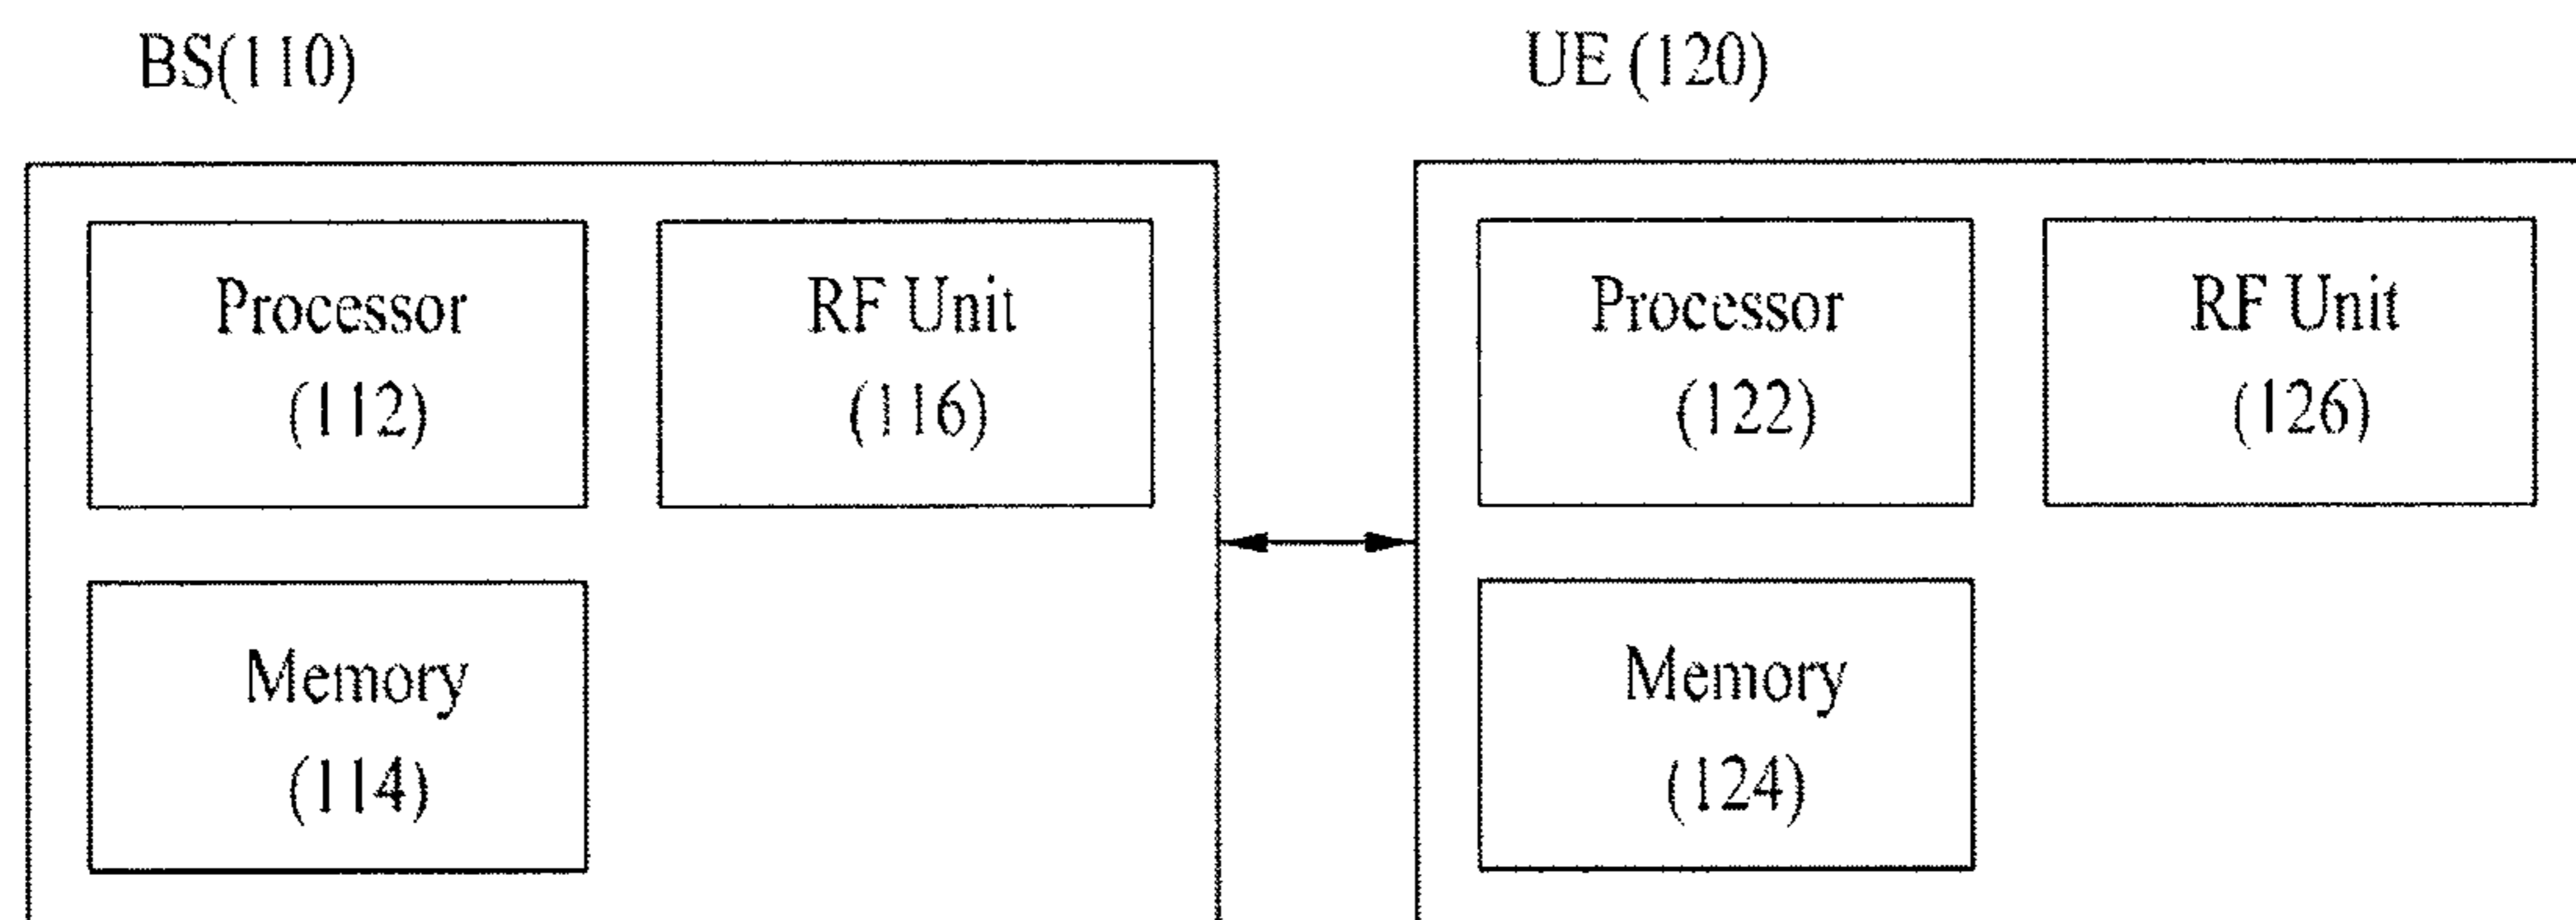 BS(110)
UE (120)
Processor
(112)
RF Unit
(116)
Memory
(114)
Processor
(122)
RF Unit
(126)
Memory
(124)